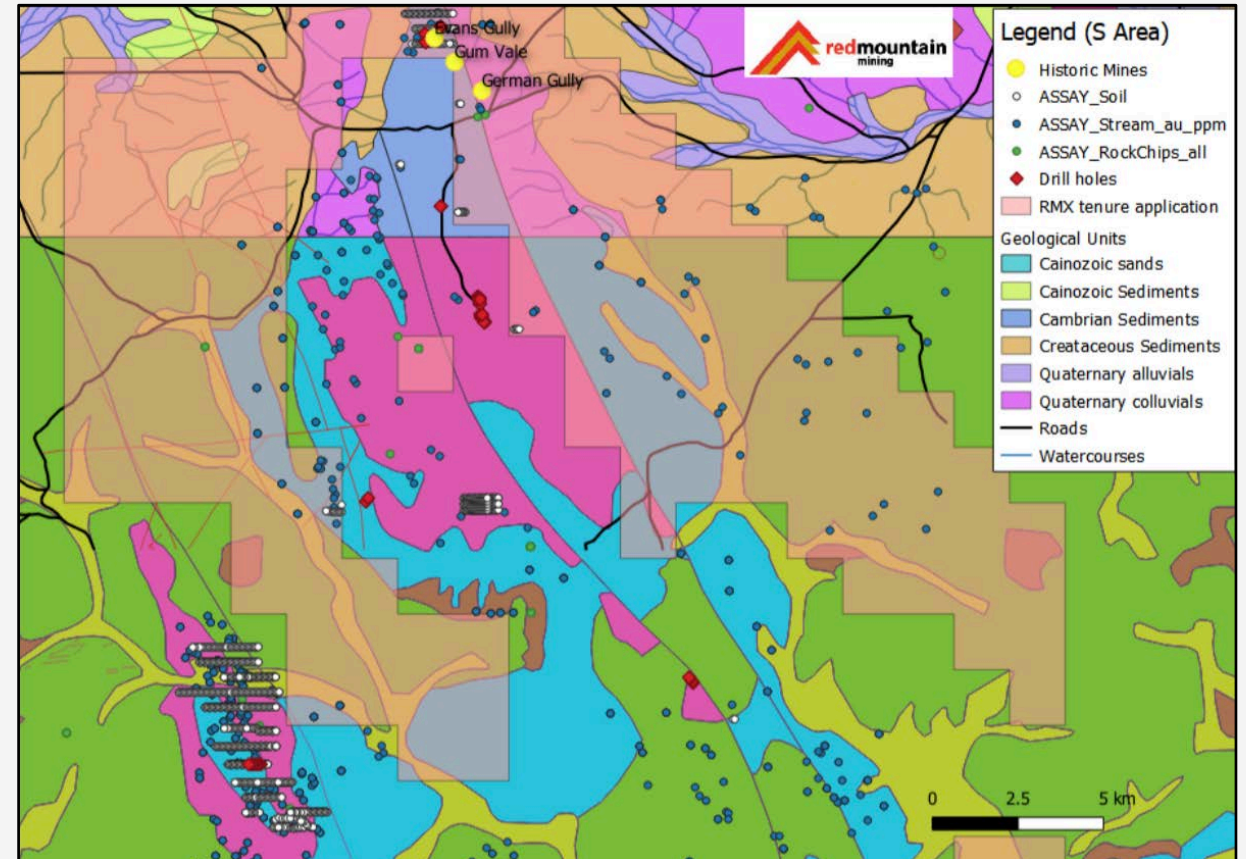 Evans Gully
Gum Vale
German Gully
redmountain
mining
Legend (S Area)
Historic Mines
ASSAY_Soil
ASSAY_Stream_au_ppm
ASSAY_RockChips_all
Drill holes
RMX tenure application
Geological Units
Cainozoic sands
Cainozoic Sediments
Cambrian Sediments
Creataceous Sediments
Quaternary alluvials
Quaternary colluvials
Roads
Watercourses
0 2.5 5 km